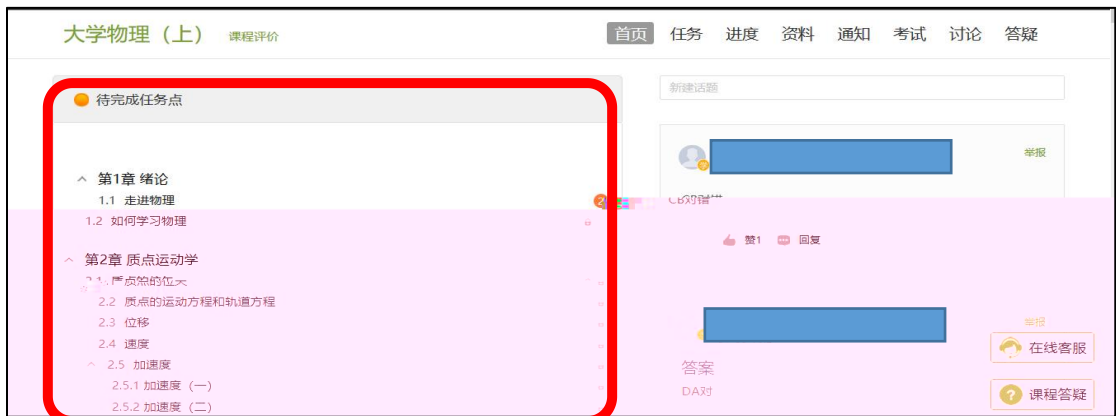 大学物理（上） 课程评价
首页 任务 进度 资料 通知 考试 讨论 答疑
待完成任务点
第1章 绪论
1.1 走进物理
1.2 如何学习物理
第2章 质点运动学
2.2 质点的运动方程和轨道方程
2.3 位移
2.4 速度
2.5 加速度
2.5.1 加速度（一）
2.5.2 加速度（二）
新建话题
举报
赞1 回复
举报
答案
DA对
在线客服
课程答疑